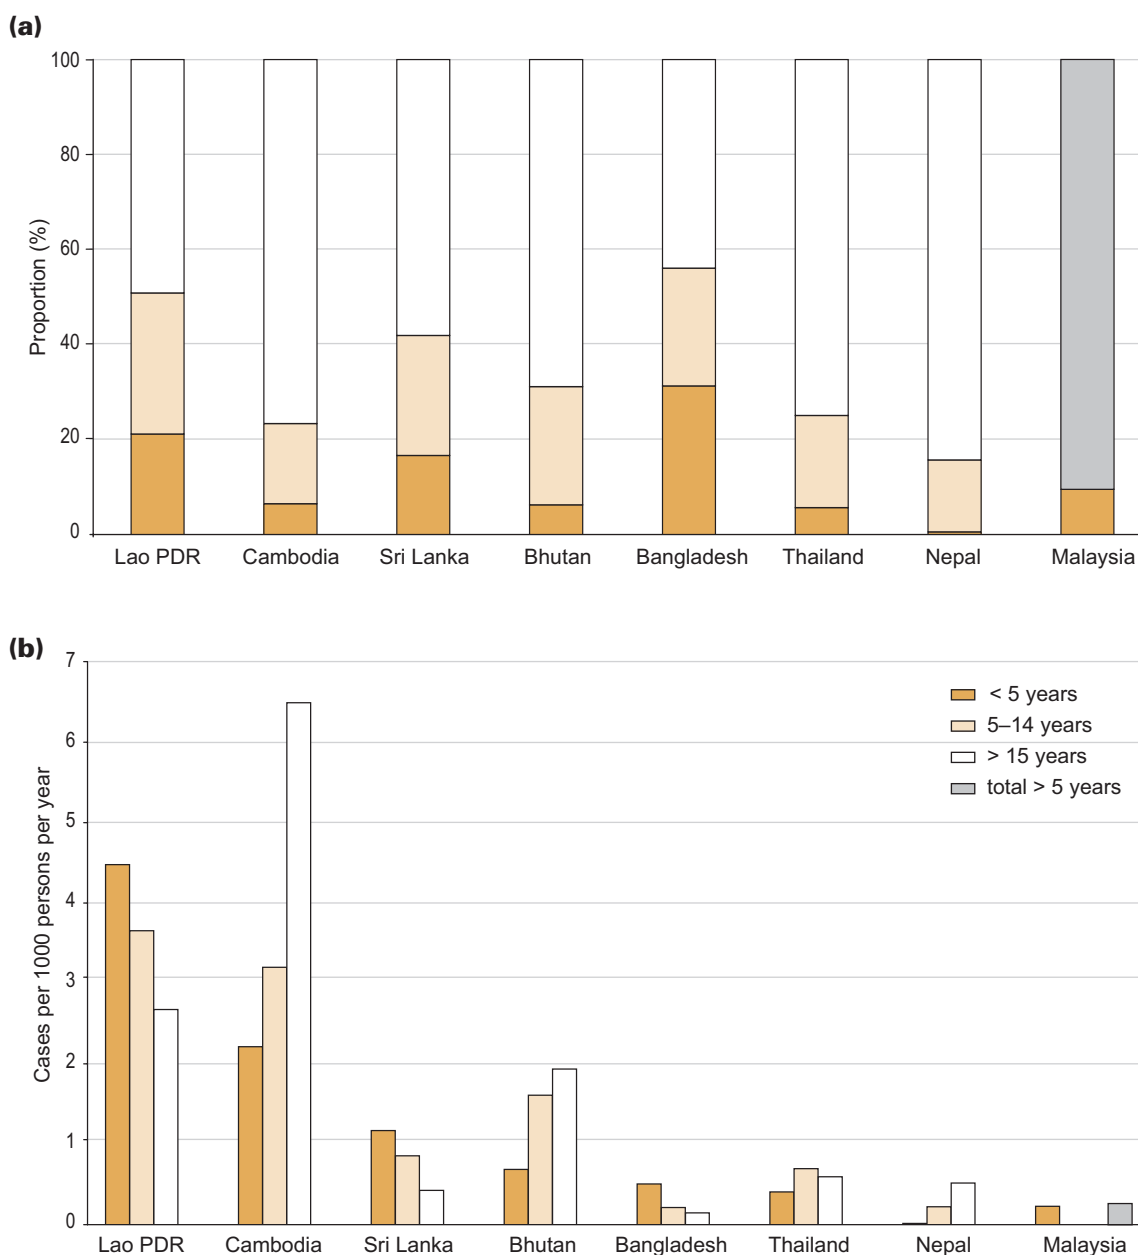 (a)
100
80
60
40
20
0
Proportion (%)
Lao PDR Cambodia Sri Lanka Bhutan Bangladesh Thailand Nepal Malaysia
(b)
7
6
5
4
3
2
1
0
Cases per 1000 persons per year
< 5 years
5–14 years
> 15 years
total > 5 years
Lao PDR Cambodia Sri Lanka Bhutan Bangladesh Thailand Nepal Malaysia